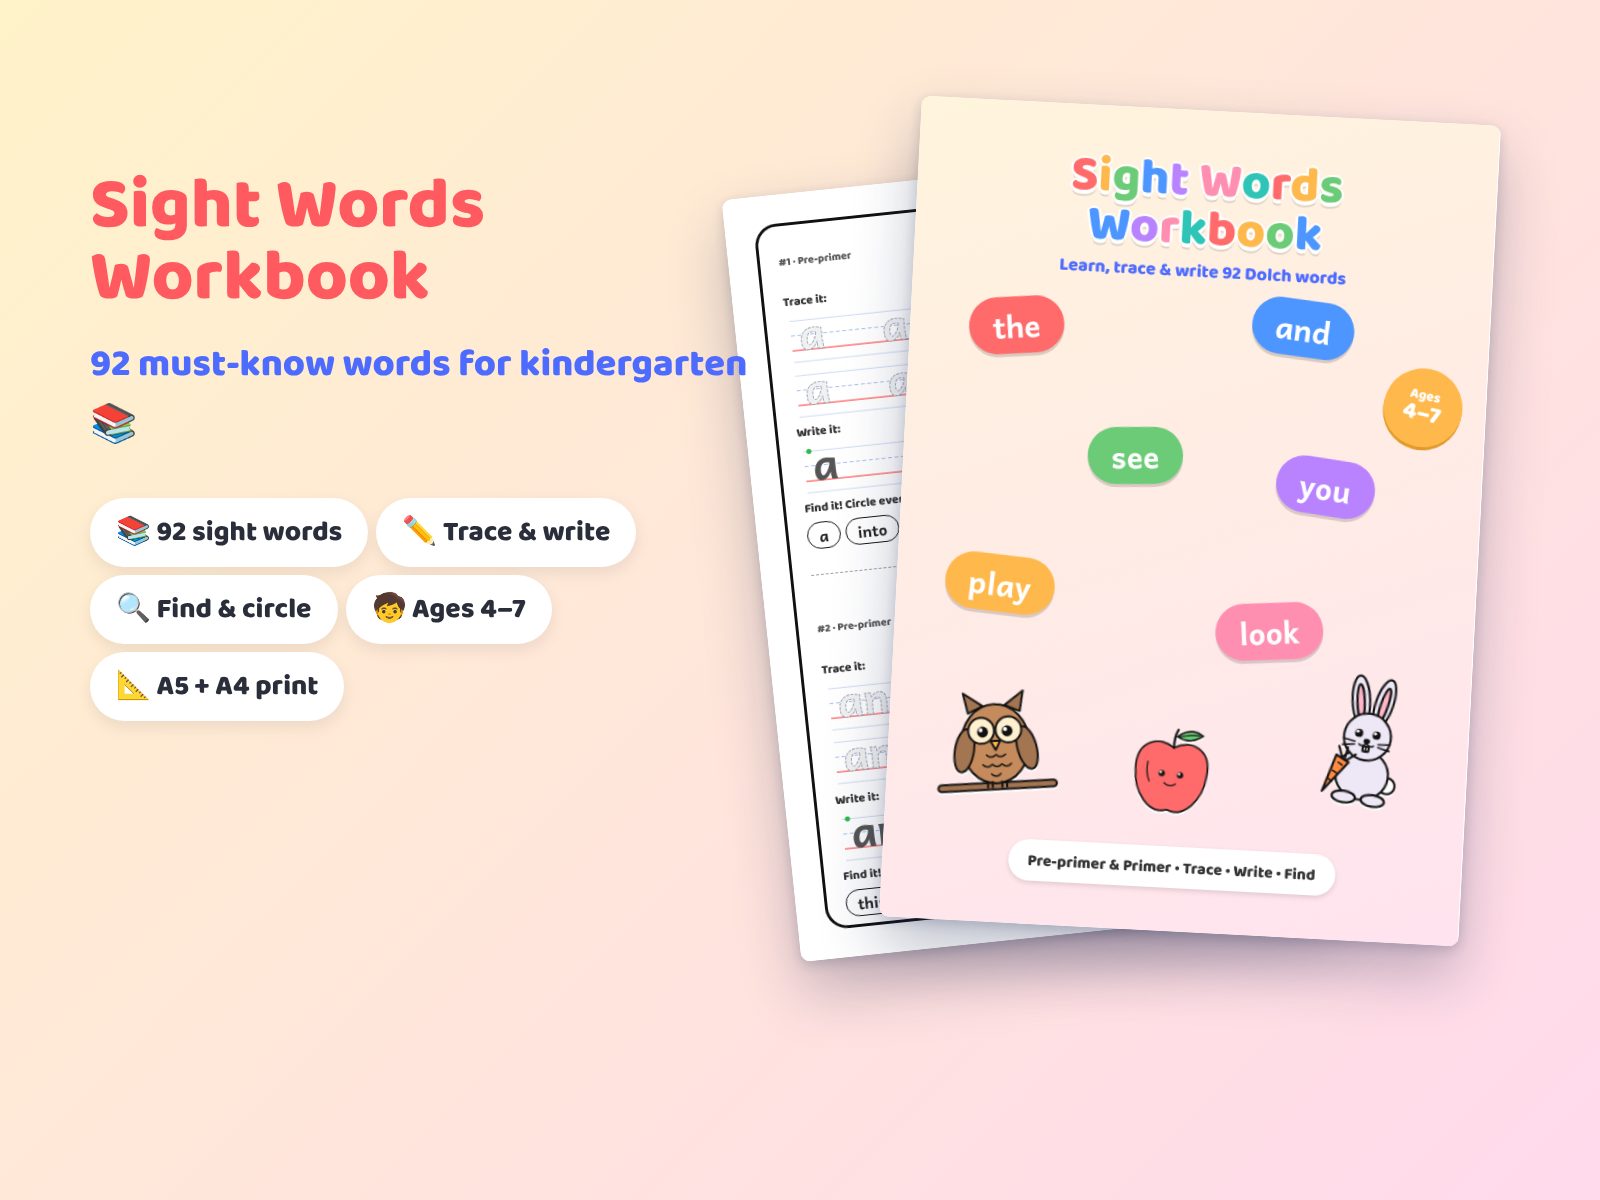 Sight Words
Workbook
92 must-know words for kindergarten
📚
📚 92 sight words
✏️ Trace & write
🔍 Find & circle
🧒 Ages 4–7
📐 A5 + A4 print
#1 · Pre-primer
Trace it:
a a
a a
Write it:
a
Find it! Circle
a into
#2 · Pre-primer
Trace it:
Write it:
Find it!
Sight Words
Workbook
Learn, trace & write 92 Dolch words
the
and
Ages
4–7
see
you
play
look
Pre-primer & Primer • Trace • Write • Find